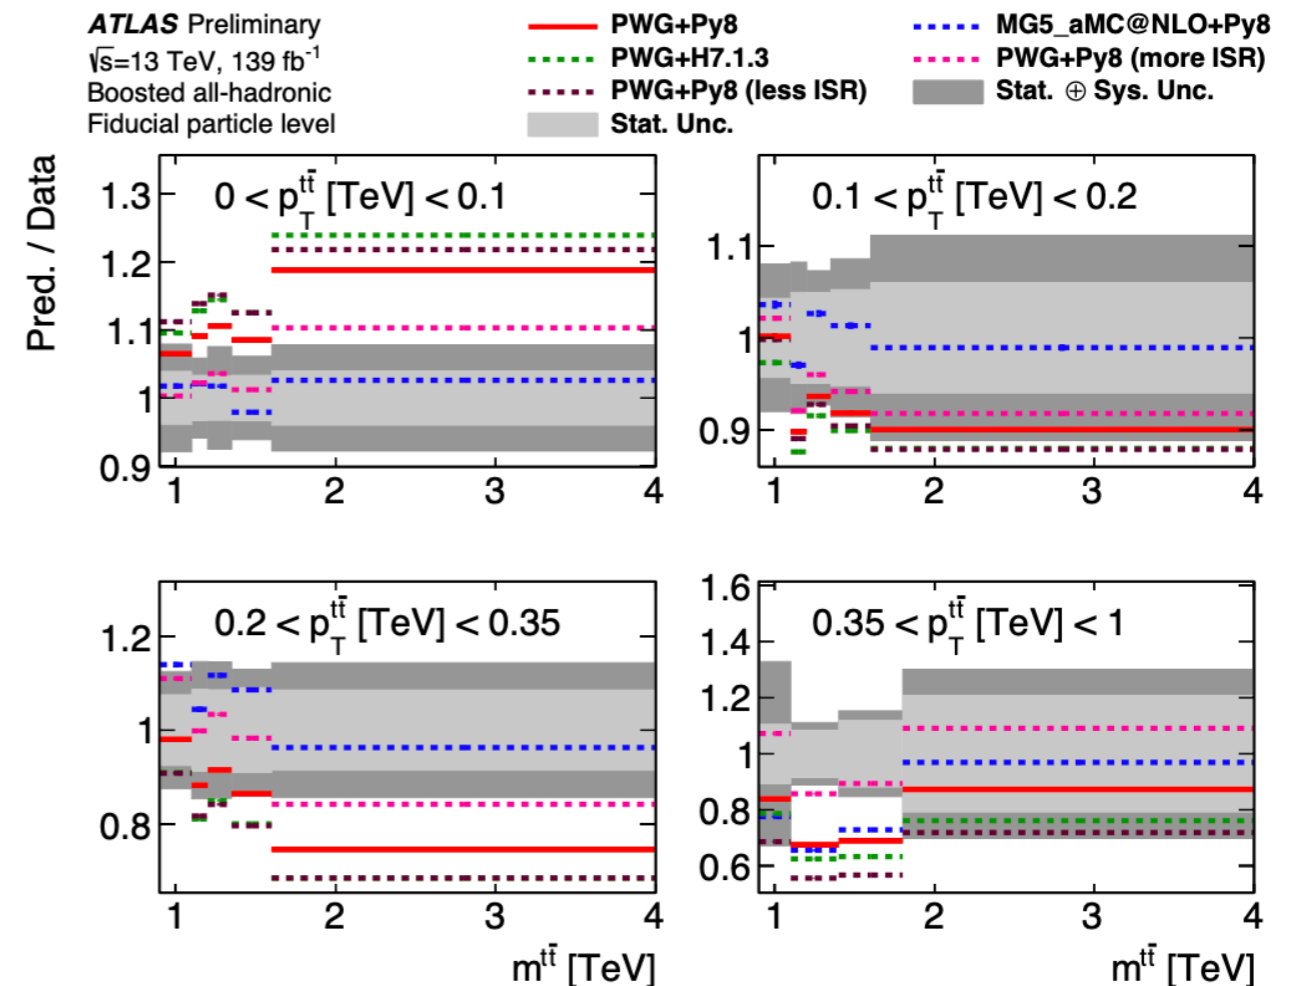 ATLAS Preliminary
√s=13 TeV, 139 fb⁻¹
Boosted all-hadronic
Fiducial particle level
PWG+Py8
PWG+H7.1.3
PWG+Py8 (less ISR)
Stat. Unc.
MG5_aMC@NLO+Py8
PWG+Py8 (more ISR)
Stat. ⊕ Sys. Unc.
Pred. / Data
0 < p_T^{tt̄} [TeV] < 0.1
1.3
1.2
1.1
1
0.9
1 2 3 4
0.1 < p_T^{tt̄} [TeV] < 0.2
1.1
1
0.9
1 2 3 4
0.2 < p_T^{tt̄} [TeV] < 0.35
1.2
1
0.8
1 2 3 4
m^{tt̄} [TeV]
0.35 < p_T^{tt̄} [TeV] < 1
1.6
1.4
1.2
1
0.8
0.6
1 2 3 4
m^{tt̄} [TeV]